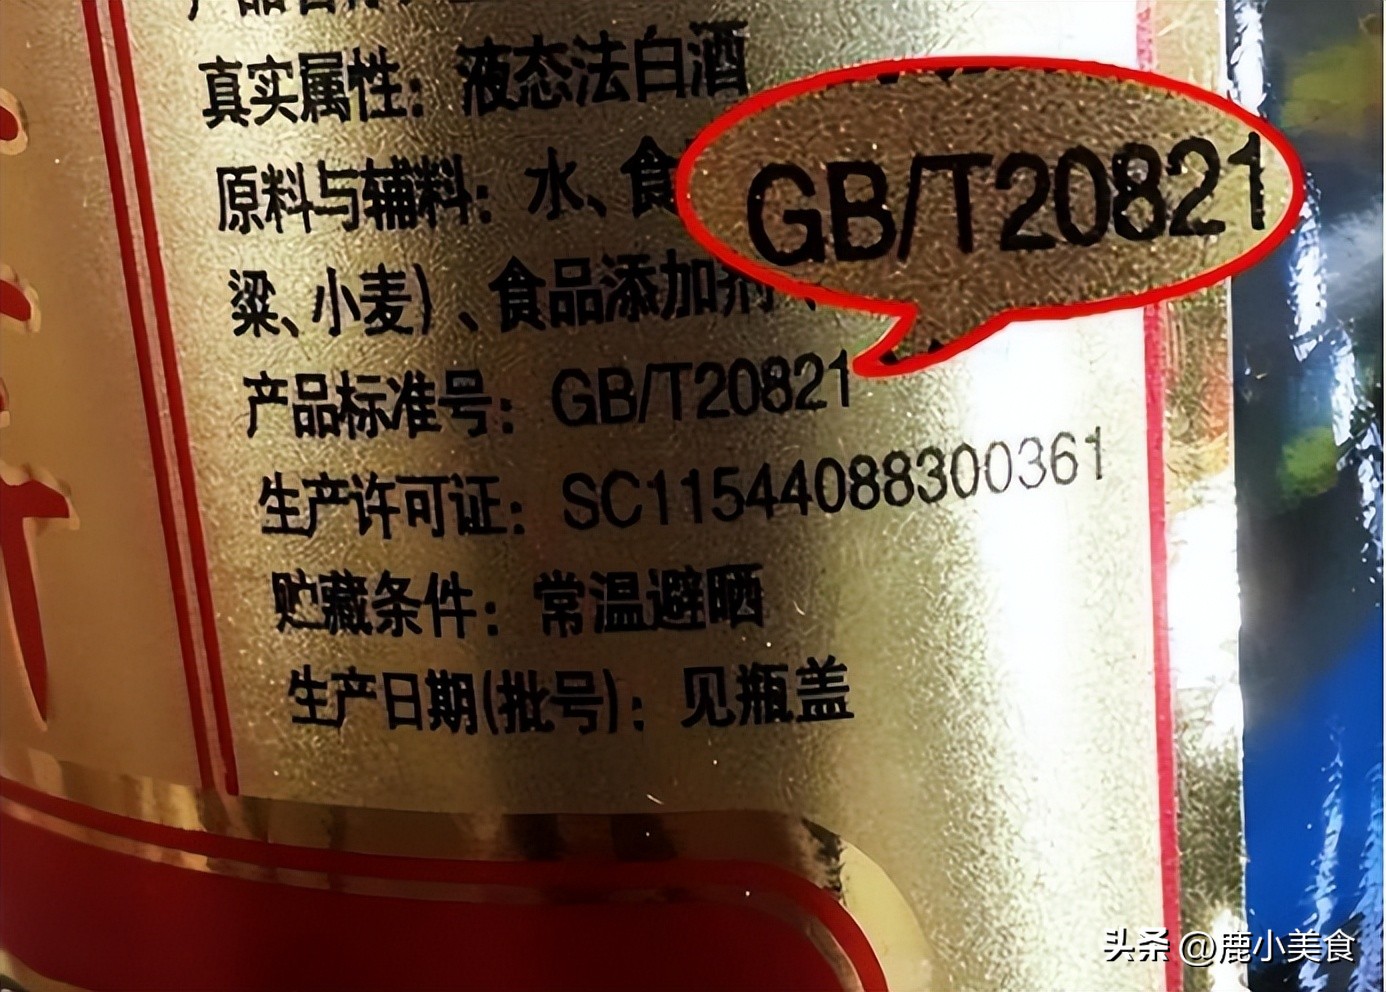 真实属性：液态法白酒
原料与辅料：水、食
GB/T20821
粱、小麦）、食品添加剂
产品标准号：GB/T20821
生产许可证：SC11544088300361
贮藏条件：常温避晒
生产日期(批号)：见瓶盖
头条 @鹿小美食